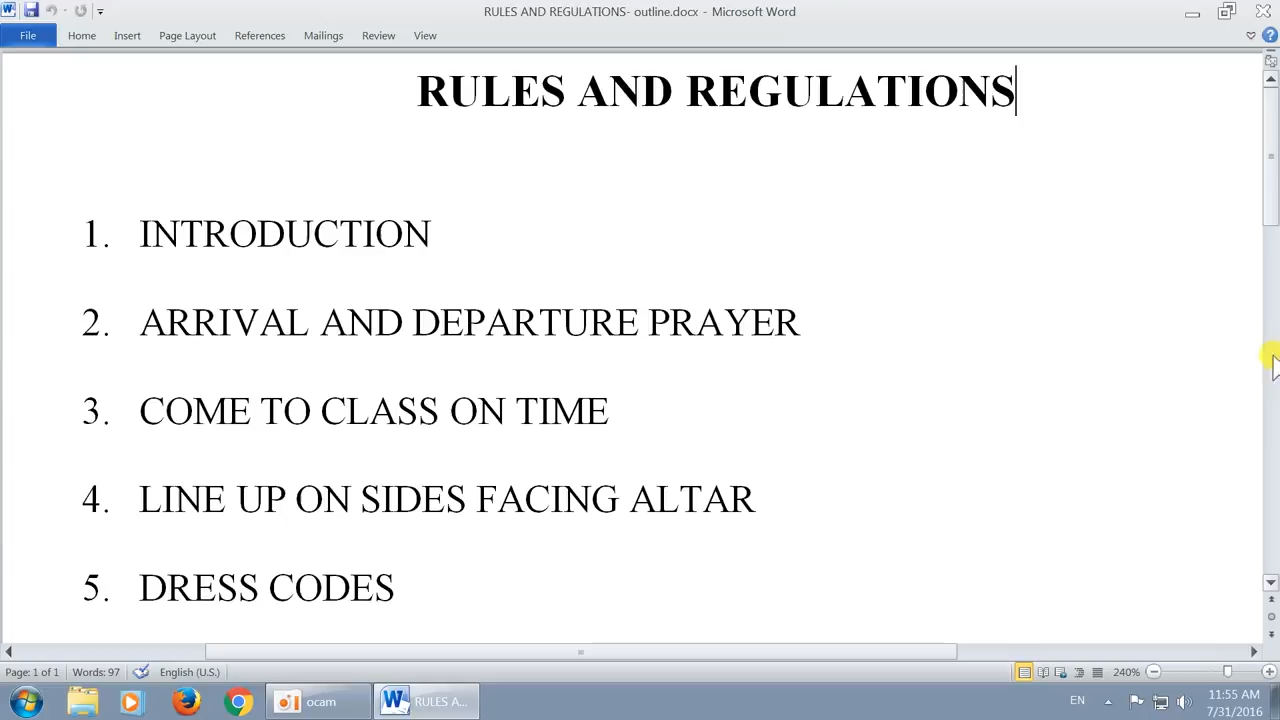 RULES AND REGULATIONS- outline.docx - Microsoft Word
File Home Insert Page Layout References Mailings Review View
RULES AND REGULATIONS
1. INTRODUCTION
2. ARRIVAL AND DEPARTURE PRAYER
3. COME TO CLASS ON TIME
4. LINE UP ON SIDES FACING ALTAR
5. DRESS CODES
Page: 1 of 1 Words: 97 English (U.S.) 240%
ocam RULES A... EN 11:55 AM
7/31/2016